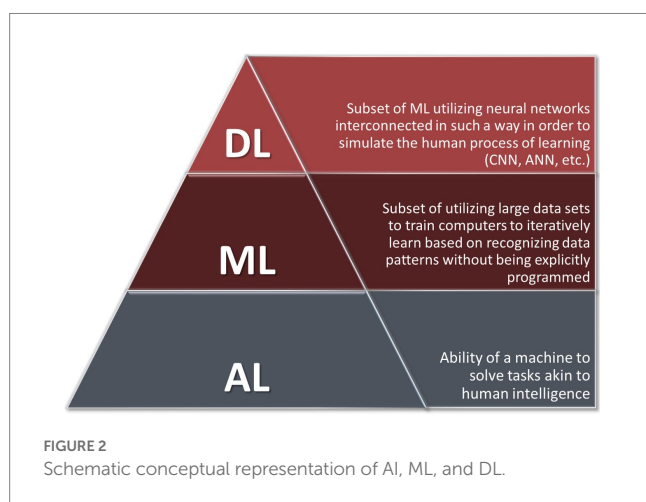 DL
Subset of ML utilizing neural networks
interconnected in such a way in order to
simulate the human process of learning
(CNN, ANN, etc.)
ML
Subset of utilizing large data sets
to train computers to iteratively
learn based on recognizing data
patterns without being explicitly
programmed
AL
Ability of a machine to
solve tasks akin to
human intelligence
FIGURE 2
Schematic conceptual representation of AI, ML, and DL.